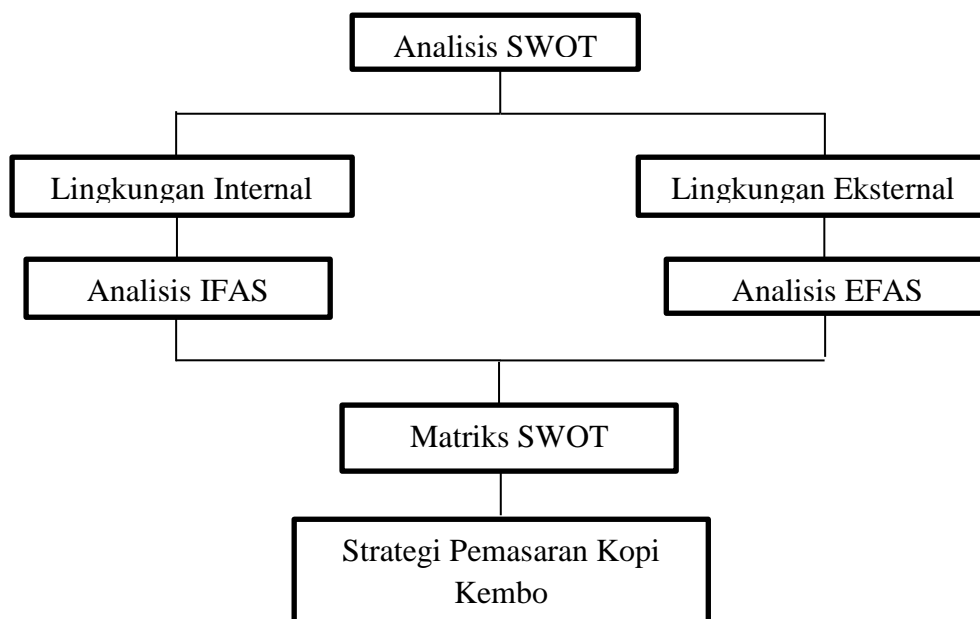 Analisis SWOT
Lingkungan Internal
Lingkungan Eksternal
Analisis IFAS
Analisis EFAS
Matriks SWOT
Strategi Pemasaran Kopi
Kembo